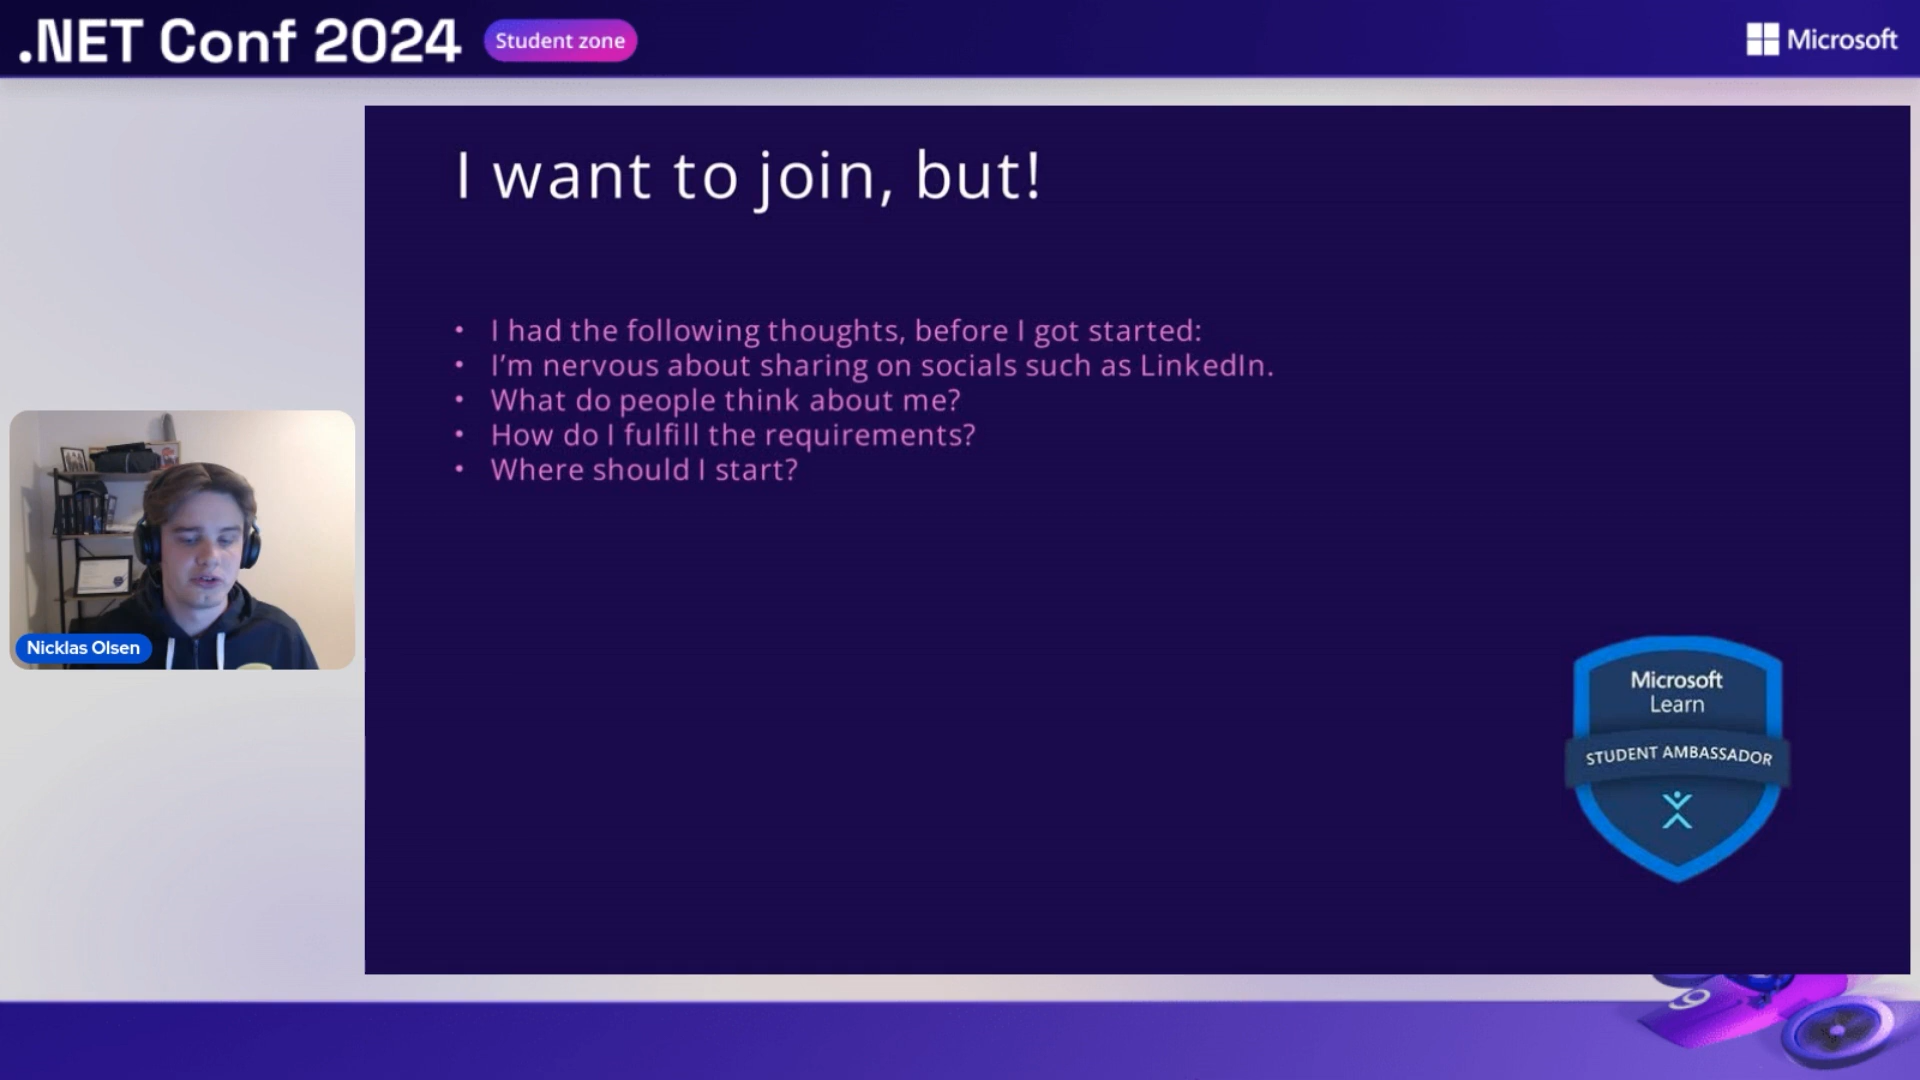 .NET Conf 2024
Student zone
Microsoft
I want to join, but!
• I had the following thoughts, before I got started:
• I’m nervous about sharing on socials such as LinkedIn.
• What do people think about me?
• How do I fulfill the requirements?
• Where should I start?
Nicklas Olsen
Microsoft
Learn
STUDENT AMBASSADOR
9